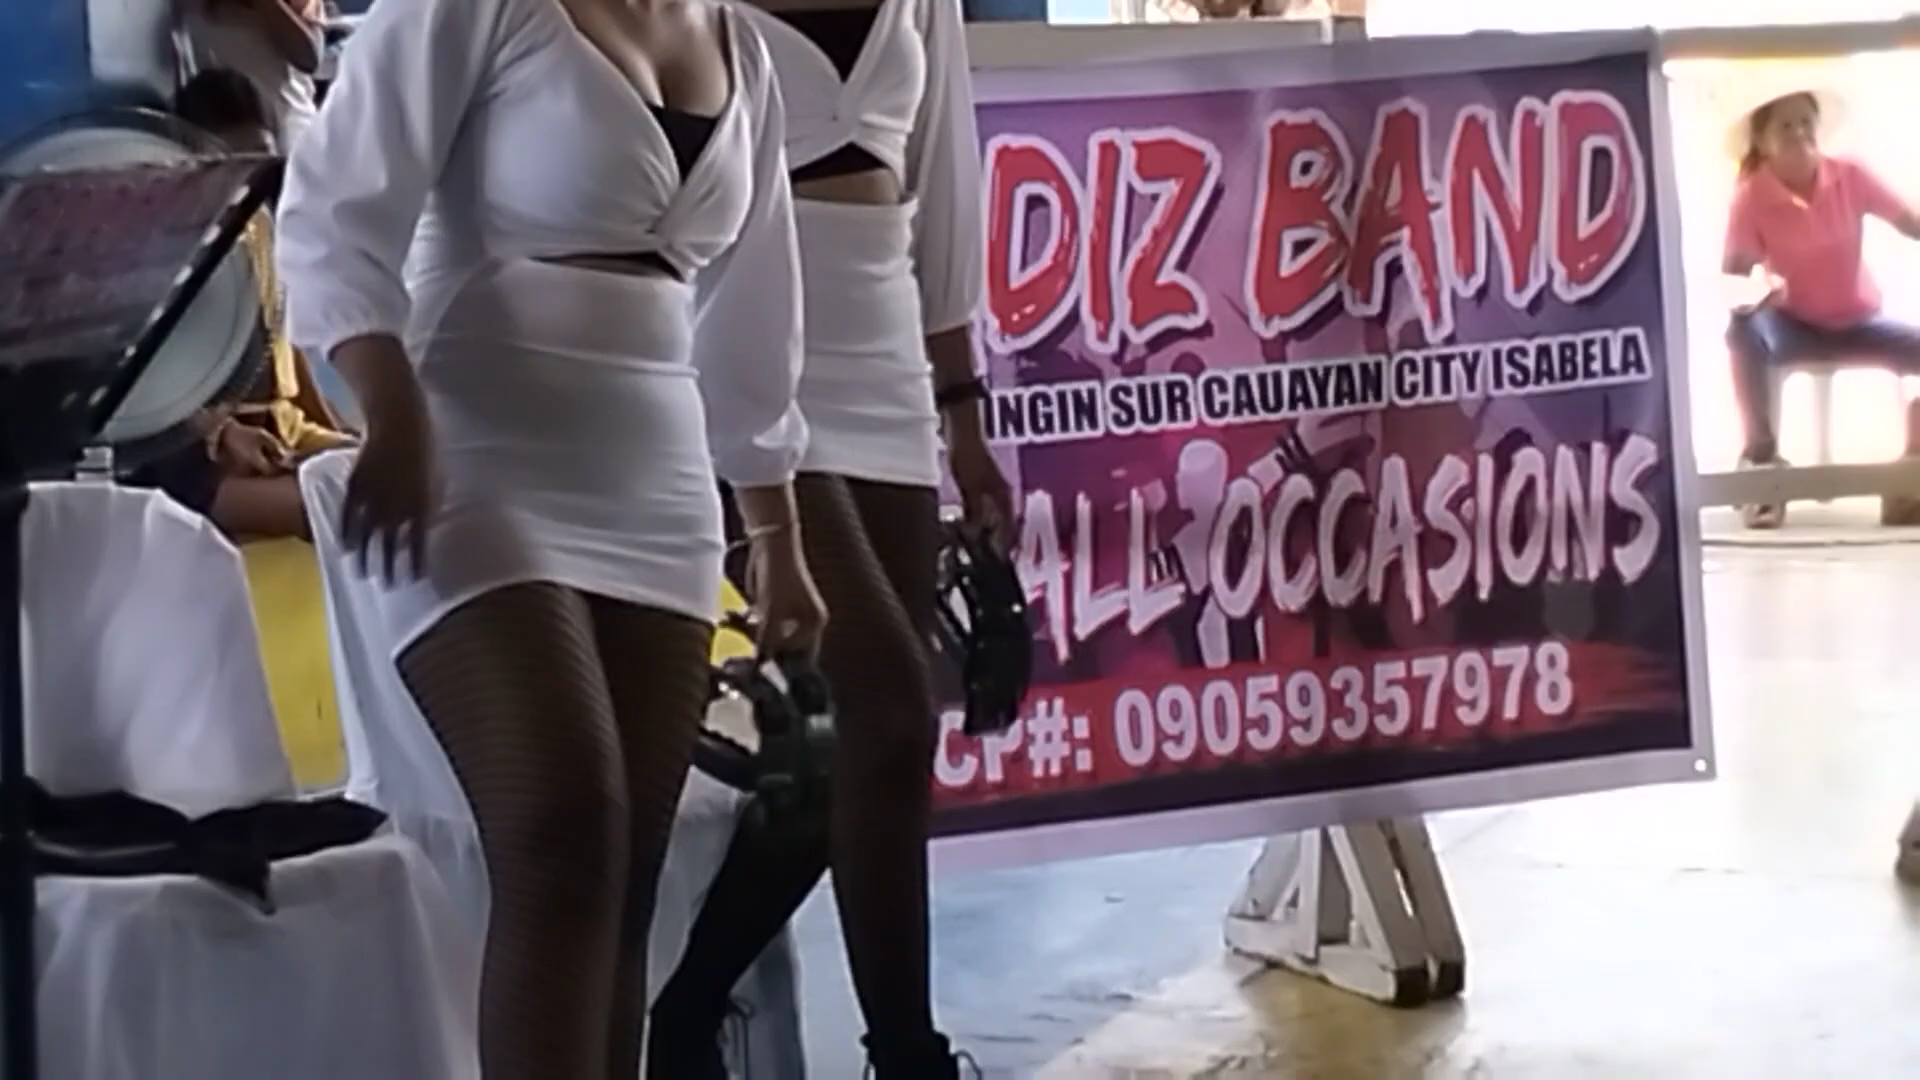 DIZ BAND
INGIN SUR CAUAYAN CITY ISABELA
ALL OCCASIONS
CP#: 09059357978